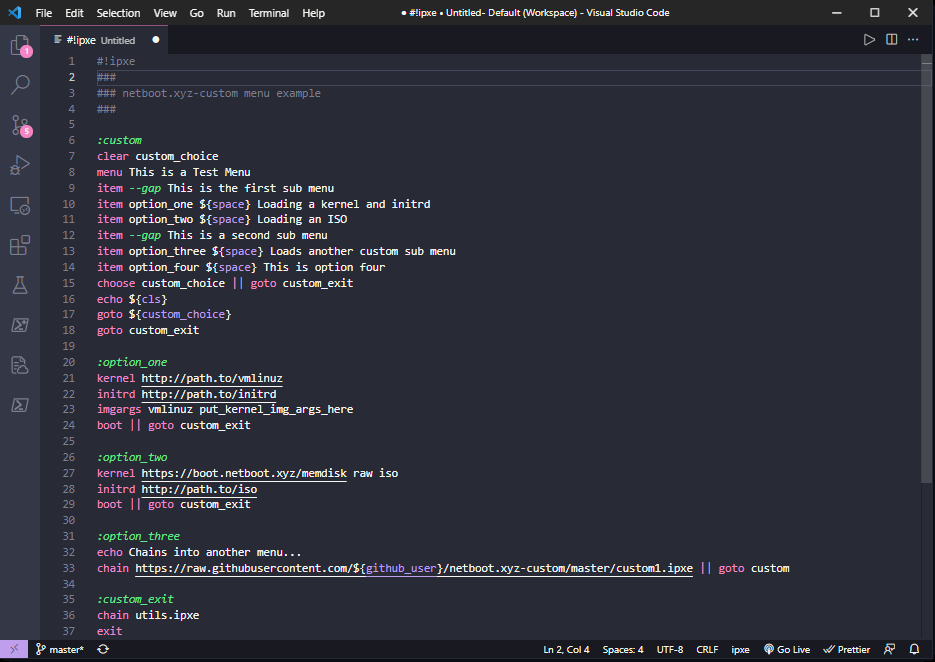 File Edit Selection View Go Run Terminal Help ● #!ipxe • Untitled- Default (Workspace) - Visual Studio Code
#!ipxe Untitled ●
1 #!ipxe
1
2 ###
3 ### netboot.xyz-custom menu example
4 ###
5
6 :custom
7 clear custom_choice
8 menu This is a Test Menu
9 item --gap This is the first sub menu
10 item option_one ${space} Loading a kernel and initrd
11 item option_two ${space} Loading an ISO
12 item --gap This is a second sub menu
13 item option_three ${space} Loads another custom sub menu
14 item option_four ${space} This is option four
15 choose custom_choice || goto custom_exit
16 echo ${cls}
17 goto ${custom_choice}
18 goto custom_exit
19
20 :option_one
21 kernel http://path.to/vmlinuz
22 initrd http://path.to/initrd
23 imgargs vmlinuz put_kernel_img_args_here
24 boot || goto custom_exit
25
26 :option_two
27 kernel https://boot.netboot.xyz/memdisk raw iso
28 initrd http://path.to/iso
29 boot || goto custom_exit
30
31 :option_three
32 echo Chains into another menu...
33 chain https://raw.githubusercontent.com/${github_user}/netboot.xyz-custom/master/custom1.ipxe || goto custom
34
35 :custom_exit
36 chain utils.ipxe
37 exit
5
master* Ln 2, Col 4 Spaces: 4 UTF-8 CRLF ipxe Go Live Prettier